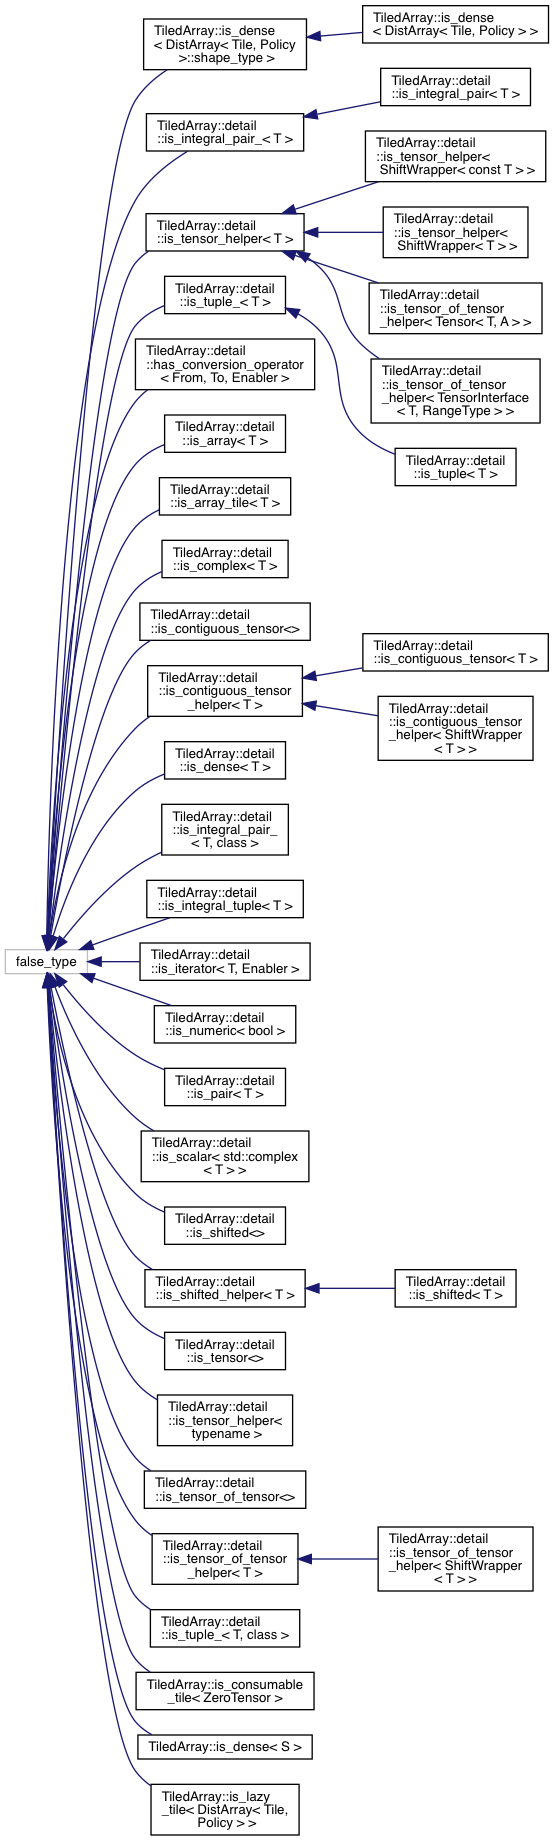 false_type
TiledArray::is_dense
< DistArray< Tile, Policy
>::shape_type >
TiledArray::is_dense
< DistArray< Tile, Policy > >
TiledArray::detail
::is_integral_pair_< T >
TiledArray::detail
::is_integral_pair< T >
TiledArray::detail
::is_tensor_helper< T >
TiledArray::detail
::is_tensor_helper<
ShiftWrapper< const T > >
TiledArray::detail
::is_tensor_helper<
ShiftWrapper< T > >
TiledArray::detail
::is_tensor_of_tensor
_helper< Tensor< T, A > >
TiledArray::detail
::is_tensor_of_tensor
_helper< TensorInterface
< T, RangeType > >
TiledArray::detail
::is_tuple_< T >
TiledArray::detail
::is_tuple< T >
TiledArray::detail
::has_conversion_operator
< From, To, Enabler >
TiledArray::detail
::is_array< T >
TiledArray::detail
::is_array_tile< T >
TiledArray::detail
::is_complex< T >
TiledArray::detail
::is_contiguous_tensor<>
TiledArray::detail
::is_contiguous_tensor
_helper< T >
TiledArray::detail
::is_contiguous_tensor< T >
TiledArray::detail
::is_contiguous_tensor
_helper< ShiftWrapper
< T > >
TiledArray::detail
::is_dense< T >
TiledArray::detail
::is_integral_pair_
< T, class >
TiledArray::detail
::is_integral_tuple< T >
TiledArray::detail
::is_iterator< T, Enabler >
TiledArray::detail
::is_numeric< bool >
TiledArray::detail
::is_pair< T >
TiledArray::detail
::is_scalar< std::complex
< T > >
TiledArray::detail
::is_shifted<>
TiledArray::detail
::is_shifted_helper< T >
TiledArray::detail
::is_shifted< T >
TiledArray::detail
::is_tensor<>
TiledArray::detail
::is_tensor_helper<
typename >
TiledArray::detail
::is_tensor_of_tensor<>
TiledArray::detail
::is_tensor_of_tensor
_helper< T >
TiledArray::detail
::is_tensor_of_tensor
_helper< ShiftWrapper
< T > >
TiledArray::detail
::is_tuple_< T, class >
TiledArray::is_consumable
_tile< ZeroTensor >
TiledArray::is_dense< S >
TiledArray::is_lazy
_tile< DistArray< Tile,
Policy > >